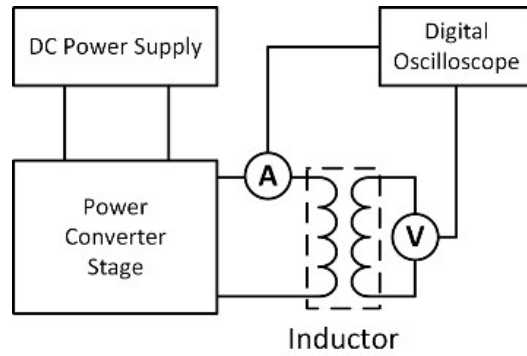 DC Power Supply
Digital
Oscilloscope
A
Power
Converter
Stage
V
Inductor